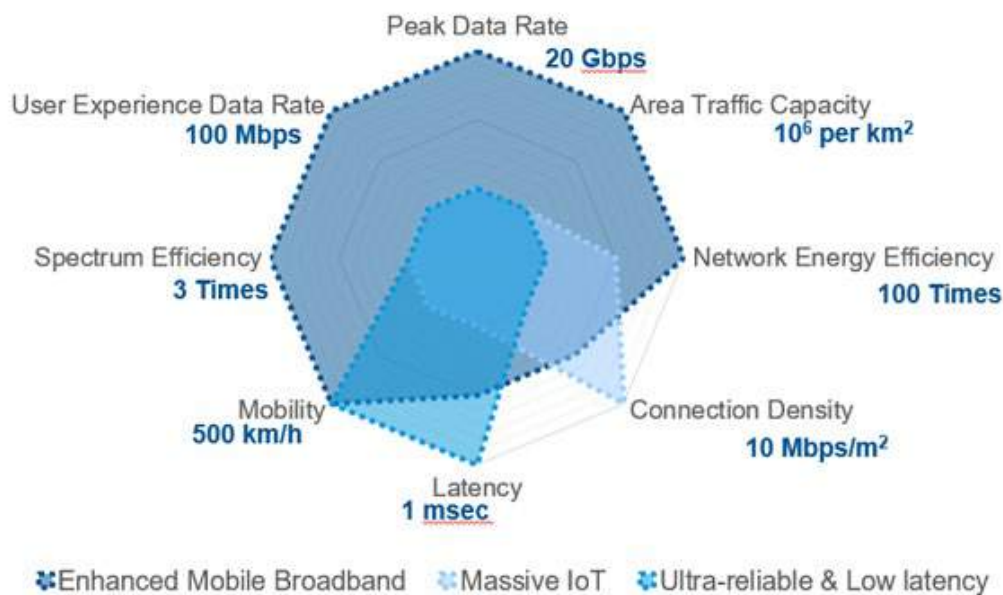 Peak Data Rate
20 Gbps
User Experience Data Rate
100 Mbps
Area Traffic Capacity
10⁶ per km²
Spectrum Efficiency
3 Times
Network Energy Efficiency
100 Times
Mobility
500 km/h
Connection Density
10 Mbps/m²
Latency
1 msec
Enhanced Mobile Broadband
Massive IoT
Ultra-reliable & Low latency